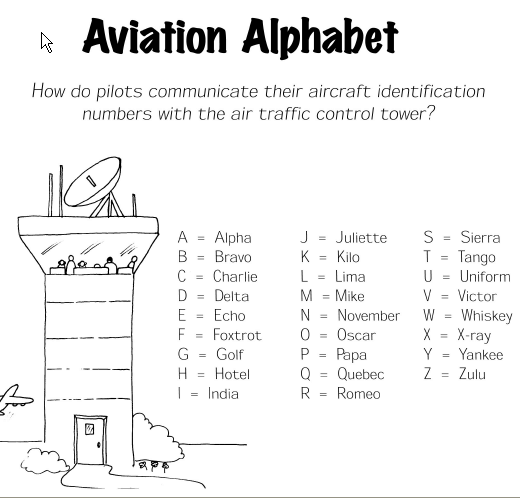 Aviation Alphabet
How do pilots communicate their aircraft identification
numbers with the air traffic control tower?
A = Alpha
B = Bravo
C = Charlie
D = Delta
E = Echo
F = Foxtrot
G = Golf
H = Hotel
I = India
J = Juliette
K = Kilo
L = Lima
M = Mike
N = November
O = Oscar
P = Papa
Q = Quebec
R = Romeo
S = Sierra
T = Tango
U = Uniform
V = Victor
W = Whiskey
X = X-ray
Y = Yankee
Z = Zulu